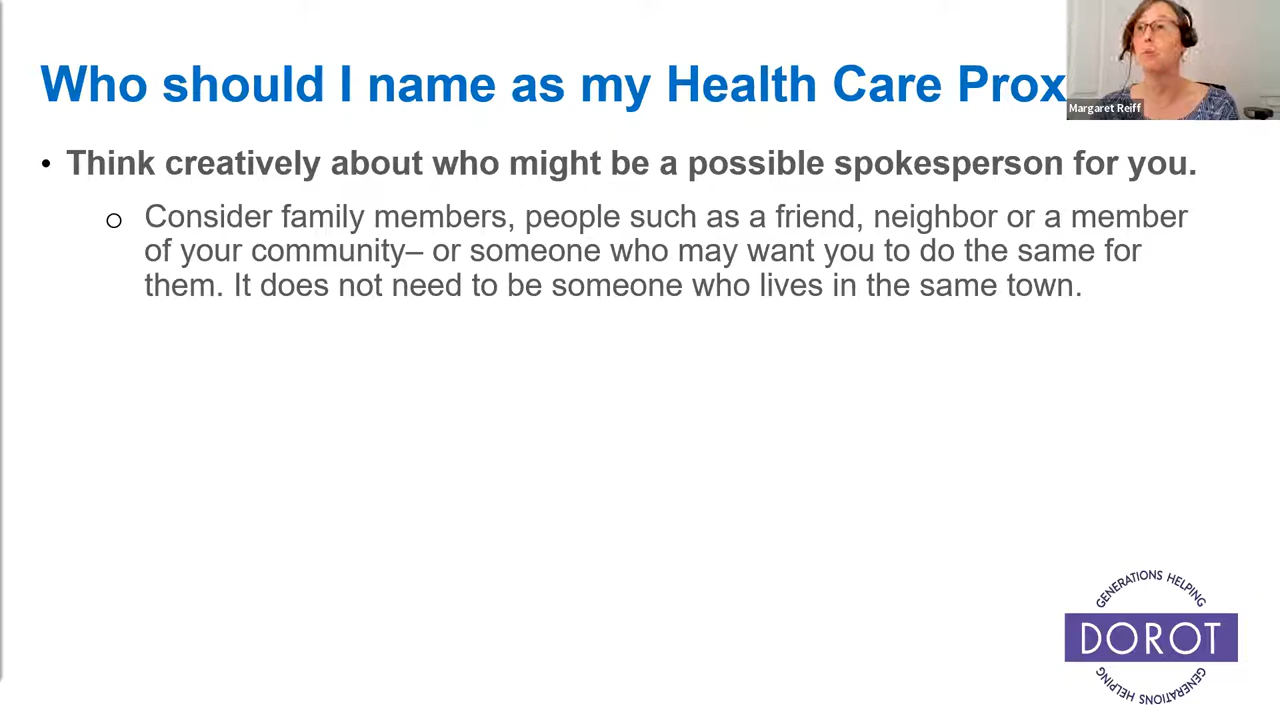 Who should I name as my Health Care Prox
Margaret Reiff
• Think creatively about who might be a possible spokesperson for you.
o Consider family members, people such as a friend, neighbor or a member
of your community– or someone who may want you to do the same for
them. It does not need to be someone who lives in the same town.
GENERATIONS HELPING
DOROT
GENERATIONS HELPING